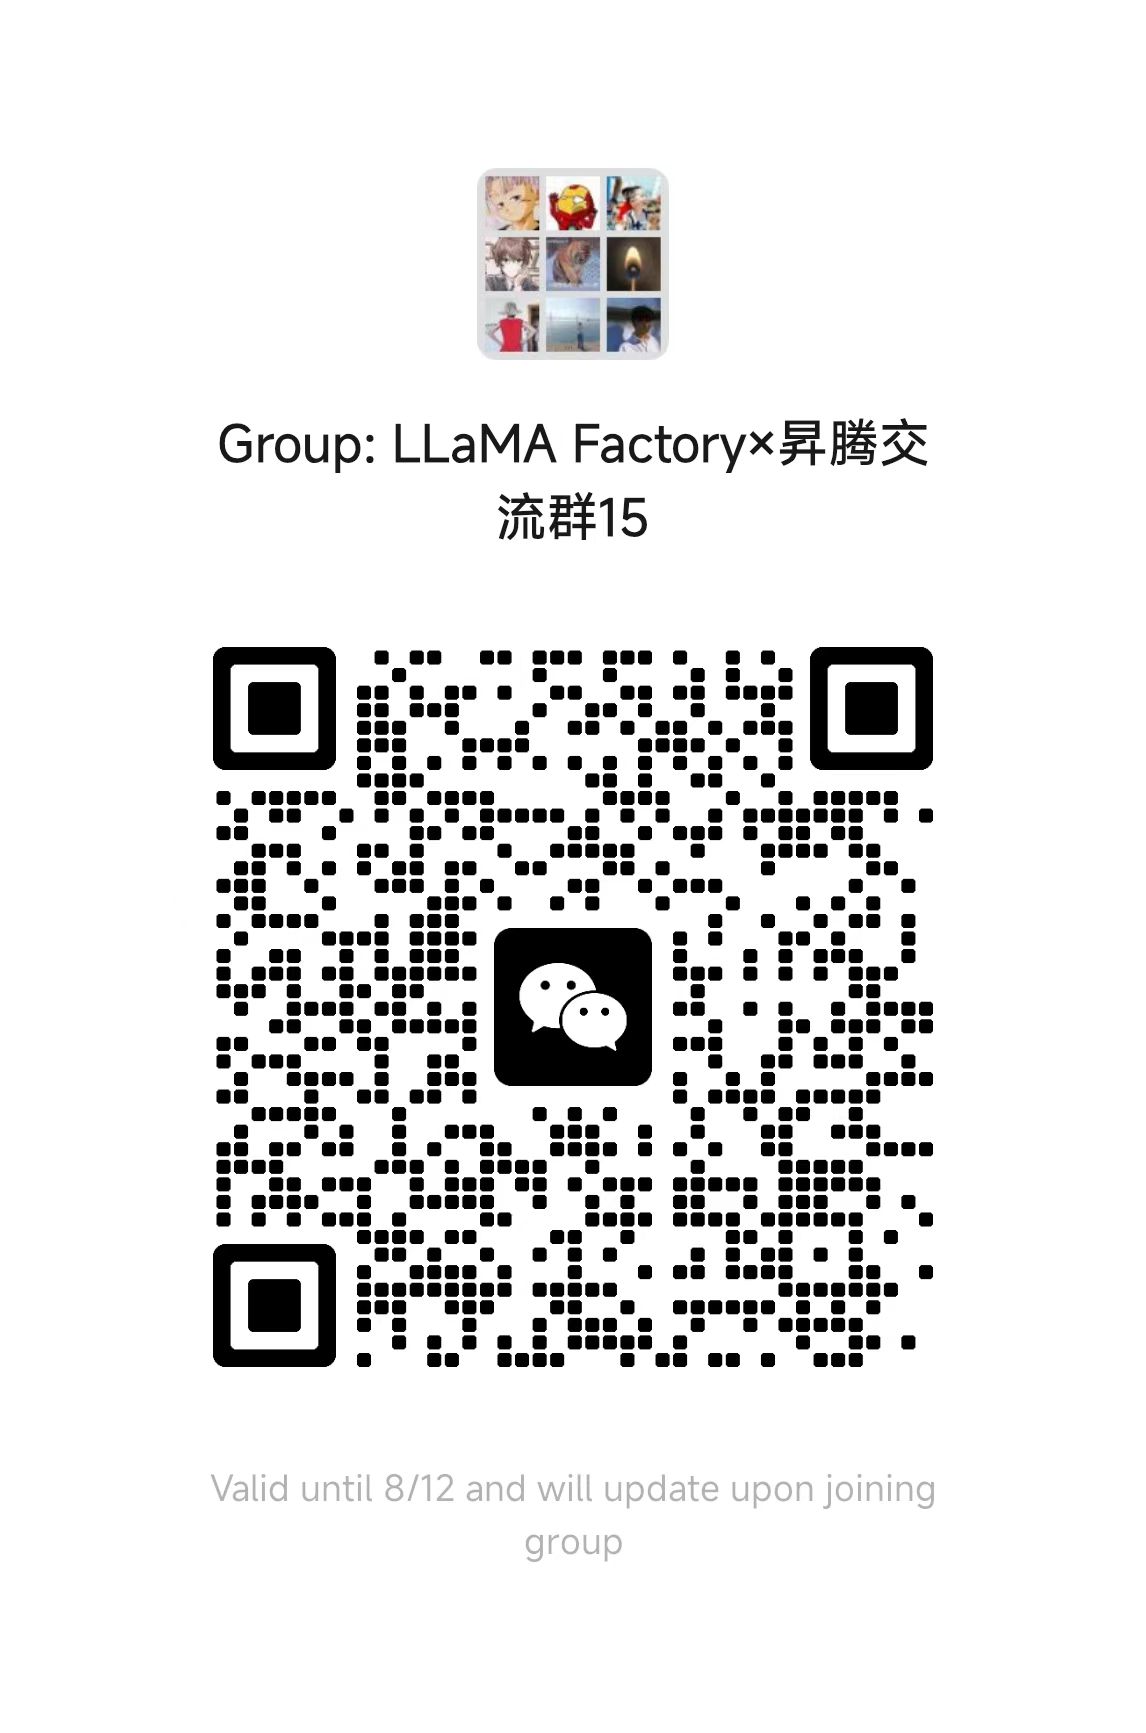 Group: LLaMA Factory×昇腾交
流群15
Valid until 8/12 and will update upon joining
group